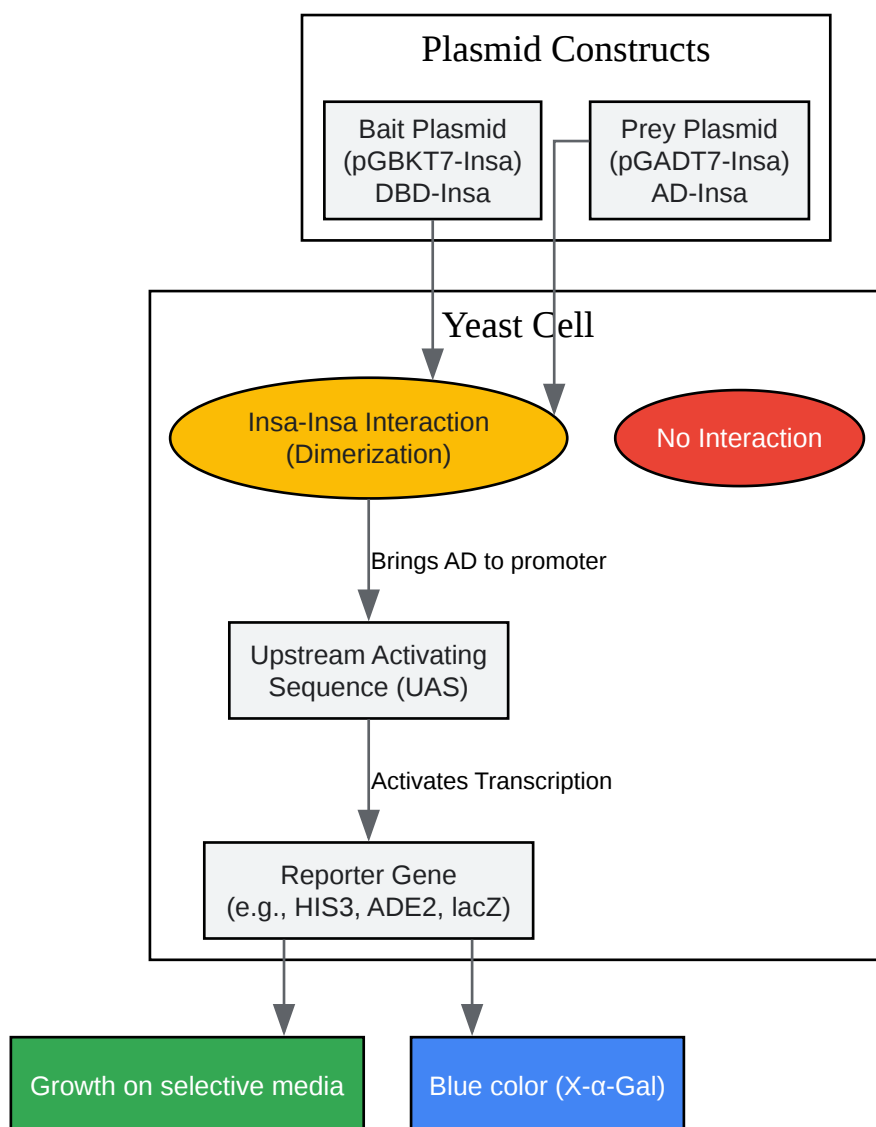 Plasmid Constructs
Bait Plasmid
(pGBKT7-Insa)
DBD-Insa
Prey Plasmid
(pGADT7-Insa)
AD-Insa
Yeast Cell
Insa-Insa Interaction
(Dimerization)
No Interaction
Brings AD to promoter
Upstream Activating
Sequence (UAS)
Activates Transcription
Reporter Gene
(e.g., HIS3, ADE2, lacZ)
Growth on selective media
Blue color (X-α-Gal)